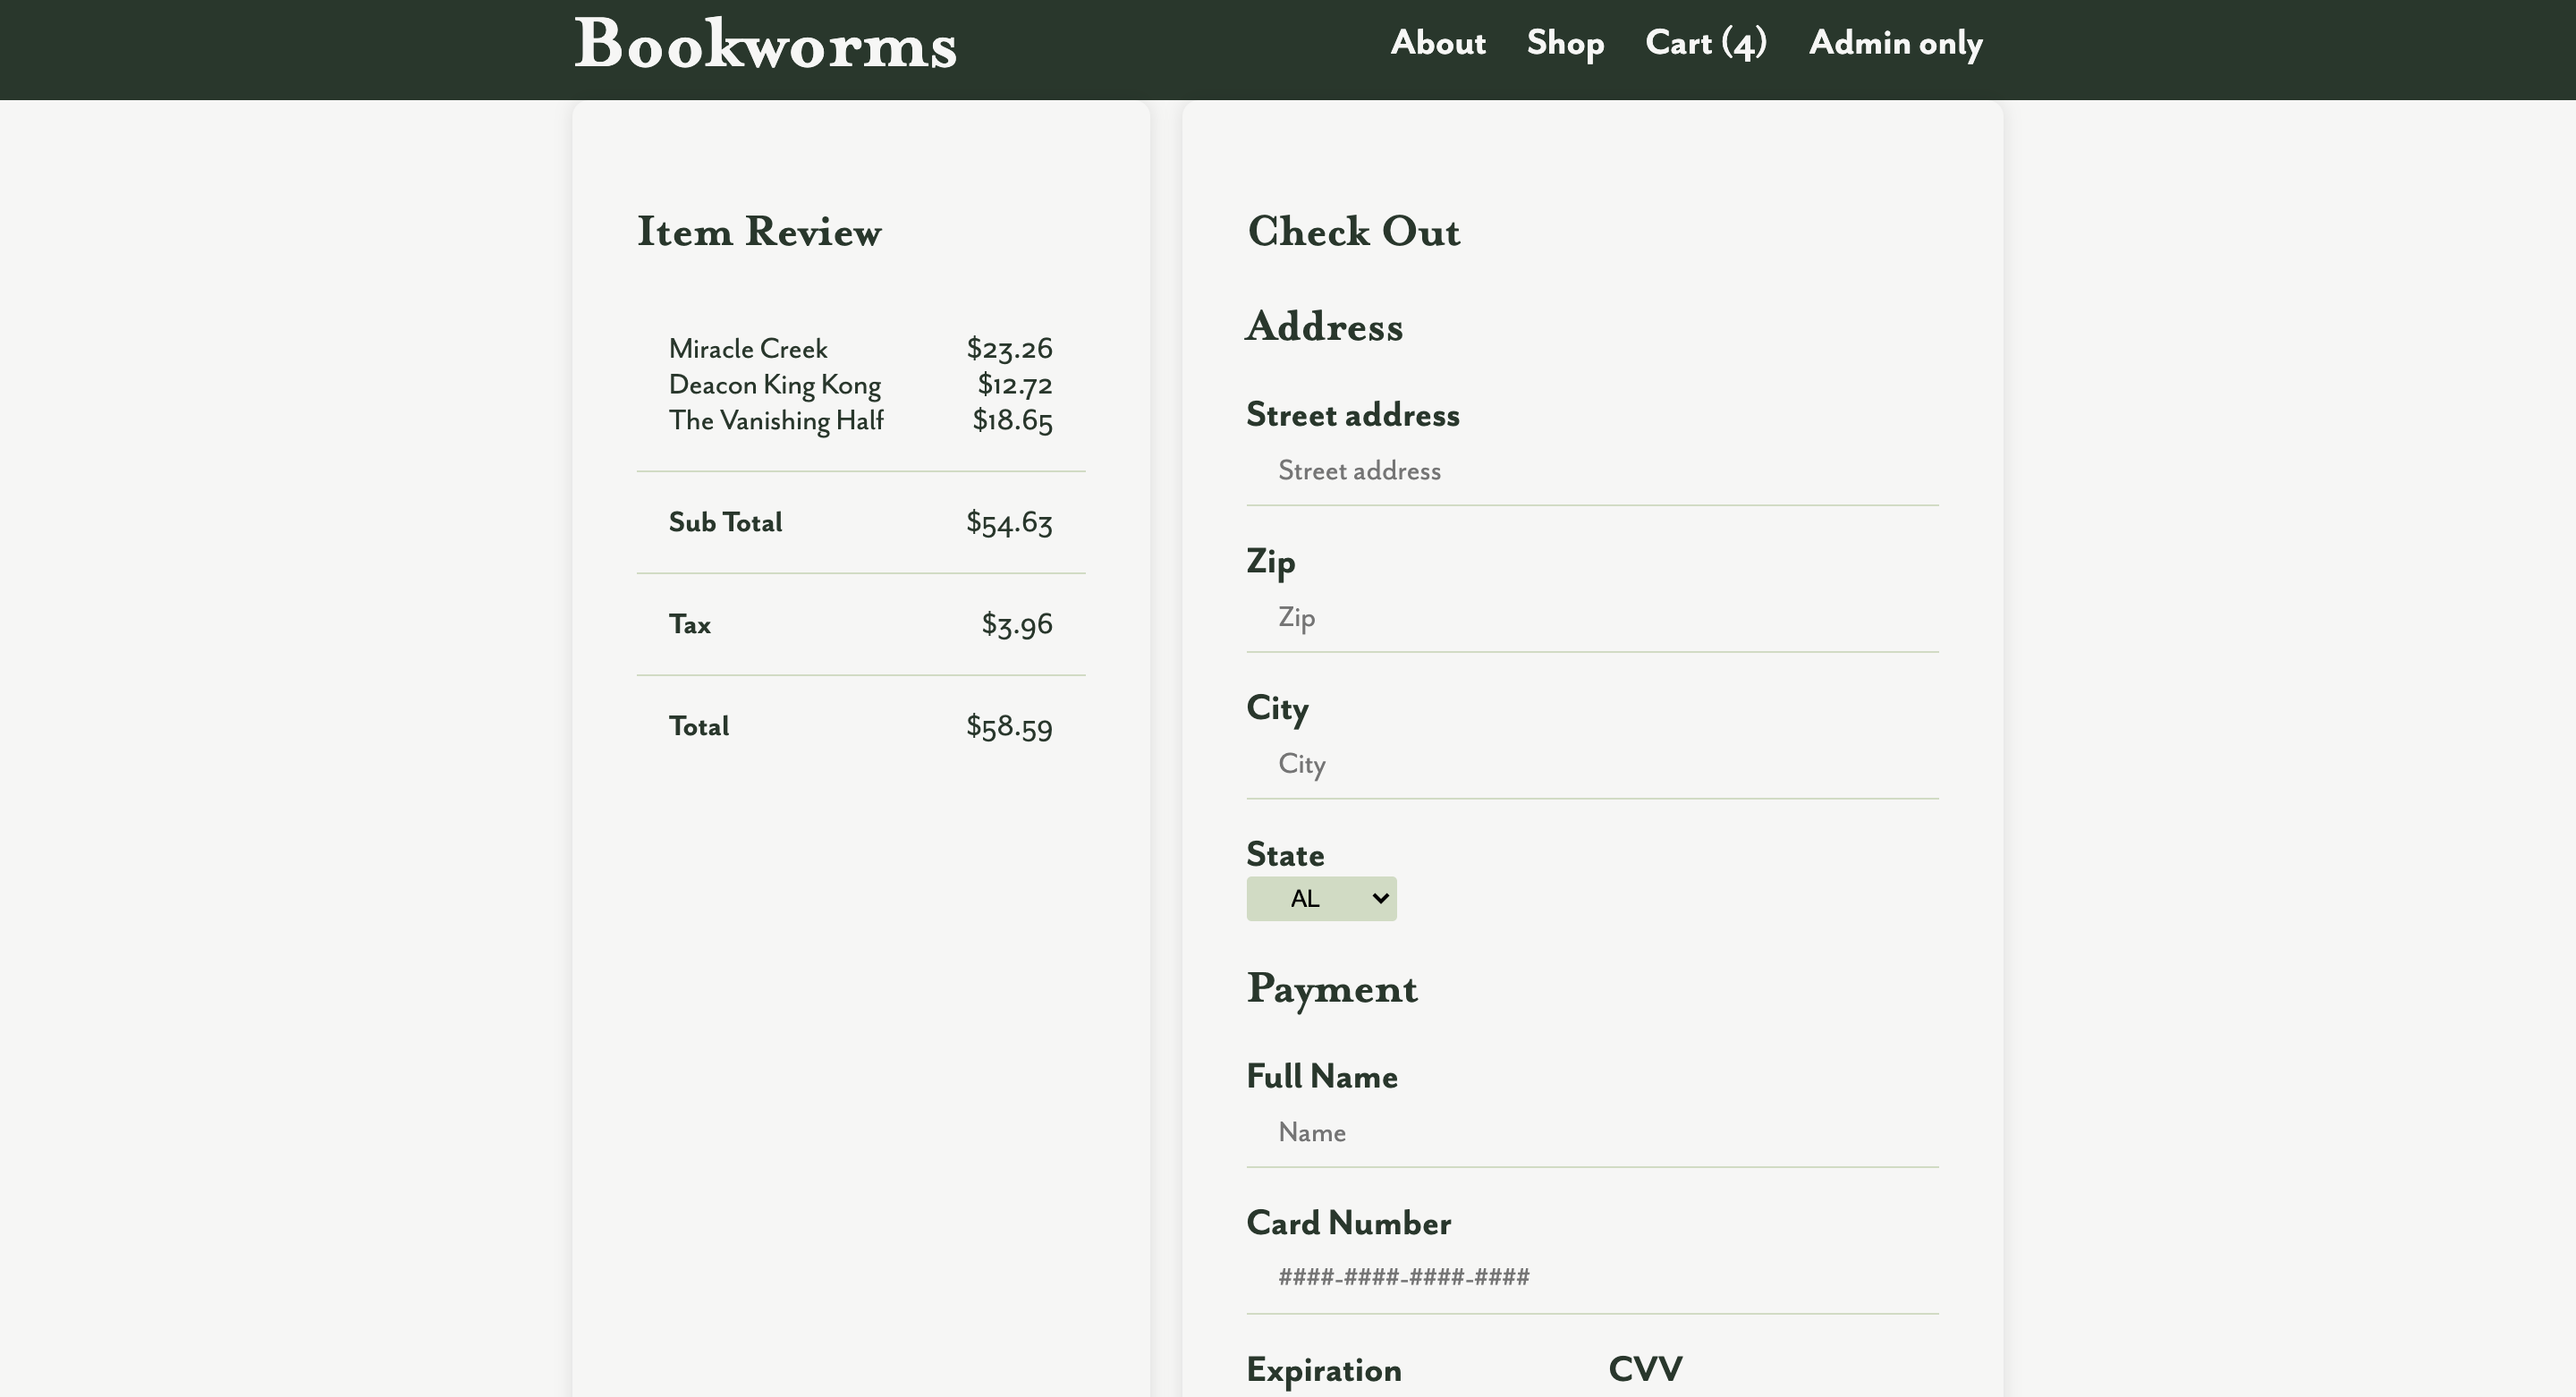 Bookworms
About Shop Cart (4) Admin only
Item Review
Miracle Creek $23.26
Deacon King Kong $12.72
The Vanishing Half $18.65
Sub Total $54.63
Tax $3.96
Total $58.59
Check Out
Address
Street address
Street address
Zip
Zip
City
City
State
AL
Payment
Full Name
Name
Card Number
####-####-####-####
Expiration CVV